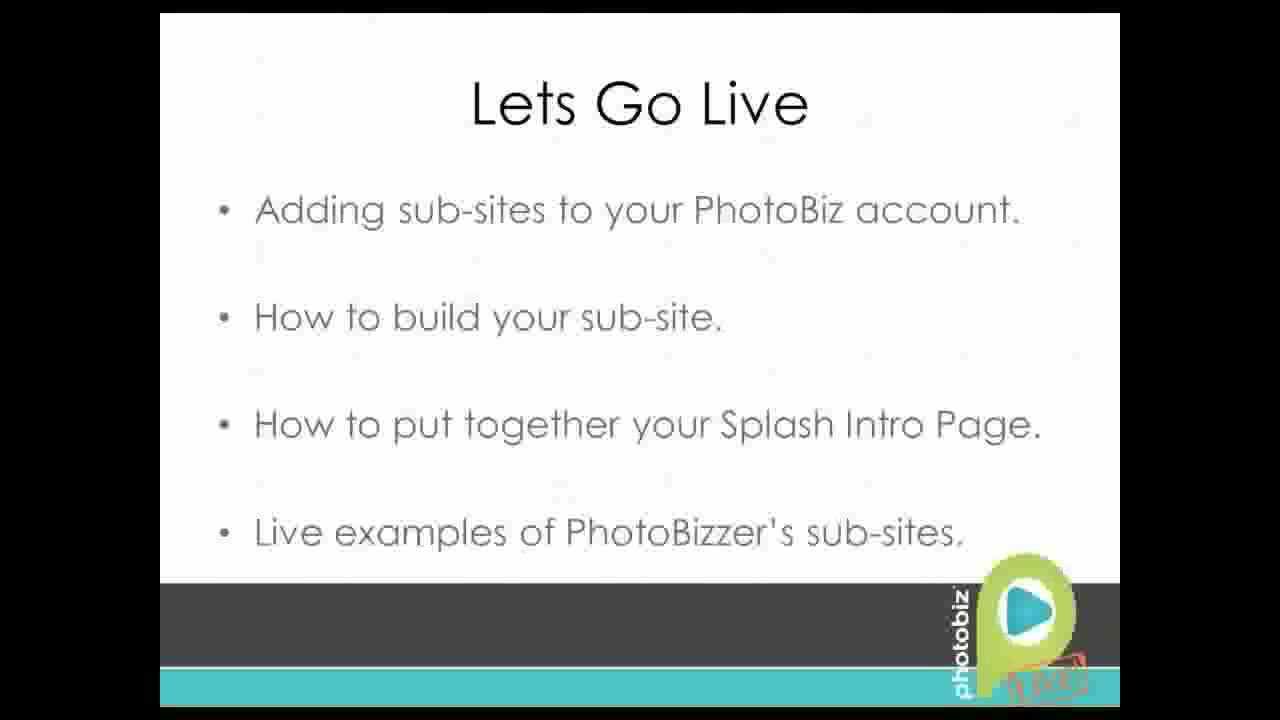 Lets Go Live
• Adding sub-sites to your PhotoBiz account.
• How to build your sub-site.
• How to put together your Splash Intro Page.
• Live examples of PhotoBizzer's sub-sites.
photobiz
LIVE